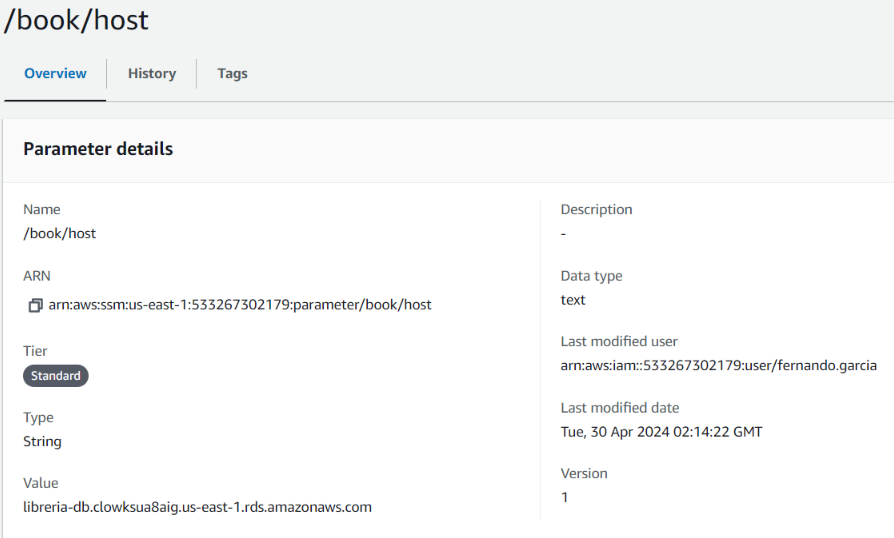 /book/host
Overview
History
Tags
Parameter details
Name
/book/host
ARN
arn:aws:ssm:us-east-1:533267302179:parameter/book/host
Tier
Standard
Type
String
Value
libreria-db.clowksua8aig.us-east-1.rds.amazonaws.com
Description
-
Data type
text
Last modified user
arn:aws:iam::533267302179:user/fernando.garcia
Last modified date
Tue, 30 Apr 2024 02:14:22 GMT
Version
1